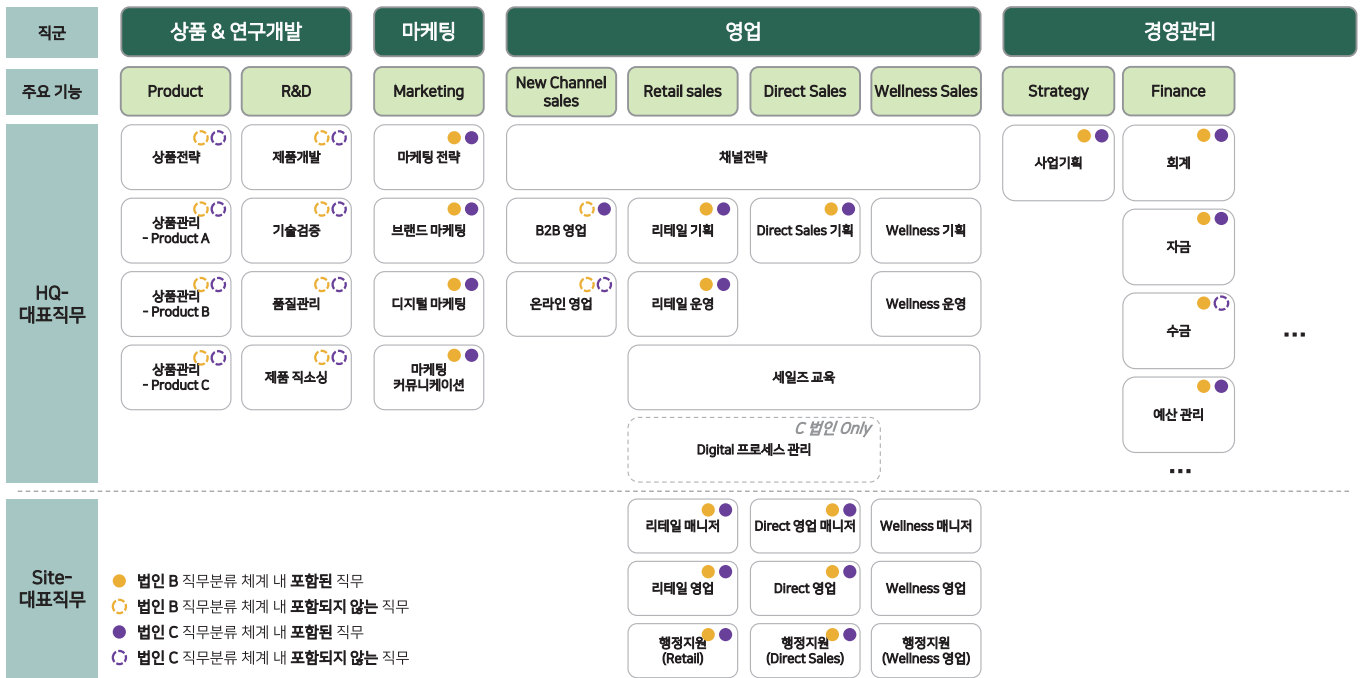 직군
상품 & 연구개발
마케팅
영업
경영관리
주요 기능
Product
R&D
Marketing
New Channel
sales
Retail sales
Direct Sales
Wellness Sales
Strategy
Finance
HQ-
대표직무
상품전략
제품개발
마케팅 전략
채널전략
사업기획
회계
상품관리
- Product A
기술검증
브랜드 마케팅
B2B 영업
리테일 기획
Direct Sales 기획
Wellness 기획
자금
상품관리
- Product B
품질관리
디지털 마케팅
온라인 영업
리테일 운영
Wellness 운영
수금
...
상품관리
- Product C
제품 직소싱
마케팅
커뮤니케이션
세일즈 교육
예산 관리
C 법인 Only
Digital 프로세스 관리
...
Site-
대표직무
리테일 매니저
Direct 영업 매니저
Wellness 매니저
리테일 영업
Direct 영업
Wellness 영업
행정지원
(Retail)
행정지원
(Direct Sales)
행정지원
(Wellness 영업)
법인 B 직무분류 체계 내 포함된 직무
법인 B 직무분류 체계 내 포함되지 않는 직무
법인 C 직무분류 체계 내 포함된 직무
법인 C 직무분류 체계 내 포함되지 않는 직무